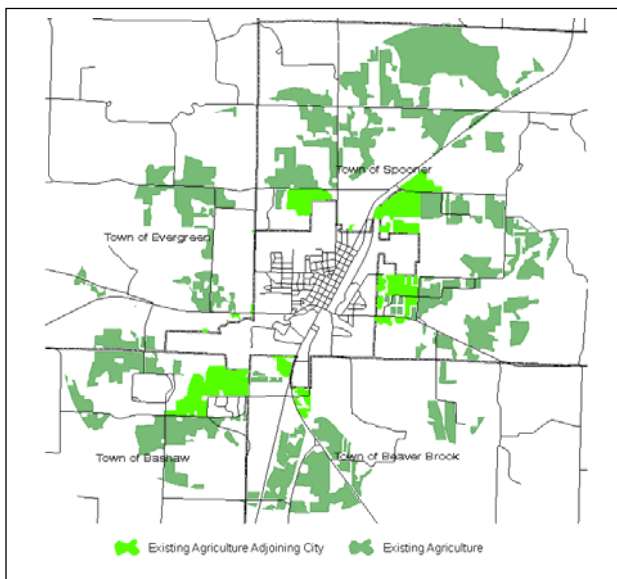 Town of Spooner
Town of Evergreen
Town of Bashaw
Town of Beaver Brook
Existing Agriculture Adjoining City
Existing Agriculture